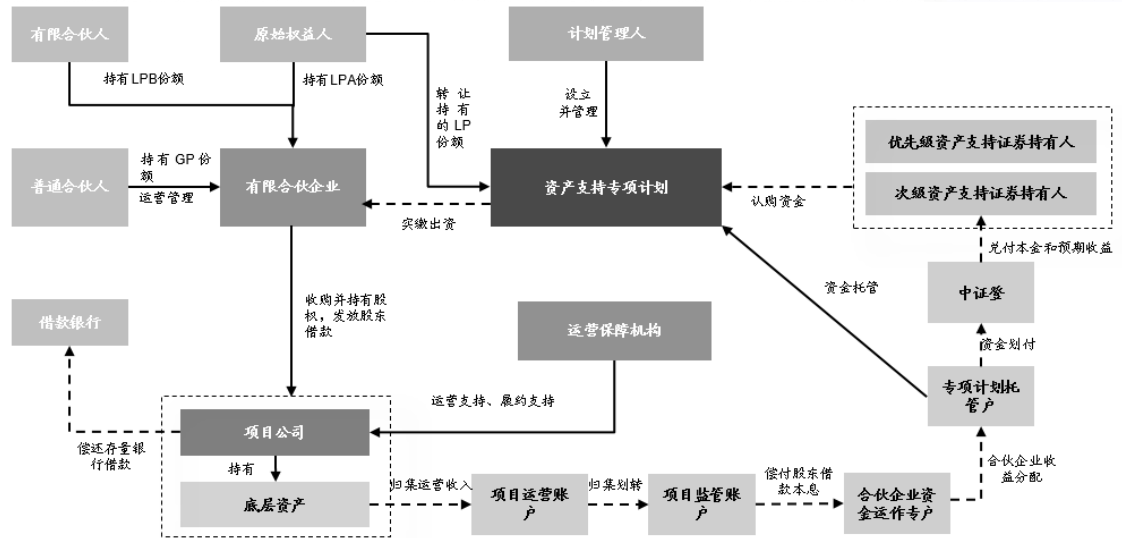 有限合伙人
原始权益人
计划管理人
持有LPB份额
持有LPA份额
转让
持有
的LP
份额
设立
并管理
优先级资产支持证券持有人
次级资产支持证券持有人
普通合伙人
持有 GP 份
额
运营管理
有限合伙企业
资产支持专项计划
认购资金
实缴出资
兑付本金和预期收益
中证登
资金托管
收购并持有股
权，发放股东
借款
借款银行
运营保障机构
资金划付
专项计划托
管户
运营支持、履约支持
项目公司
偿还存量银
行借款
持有
底层资产
归集运营收入
项目运营账
户
归集划转
项目监管账
户
偿付股东借
款本息
合伙企业资
金运作专户
合伙企业收
益分配